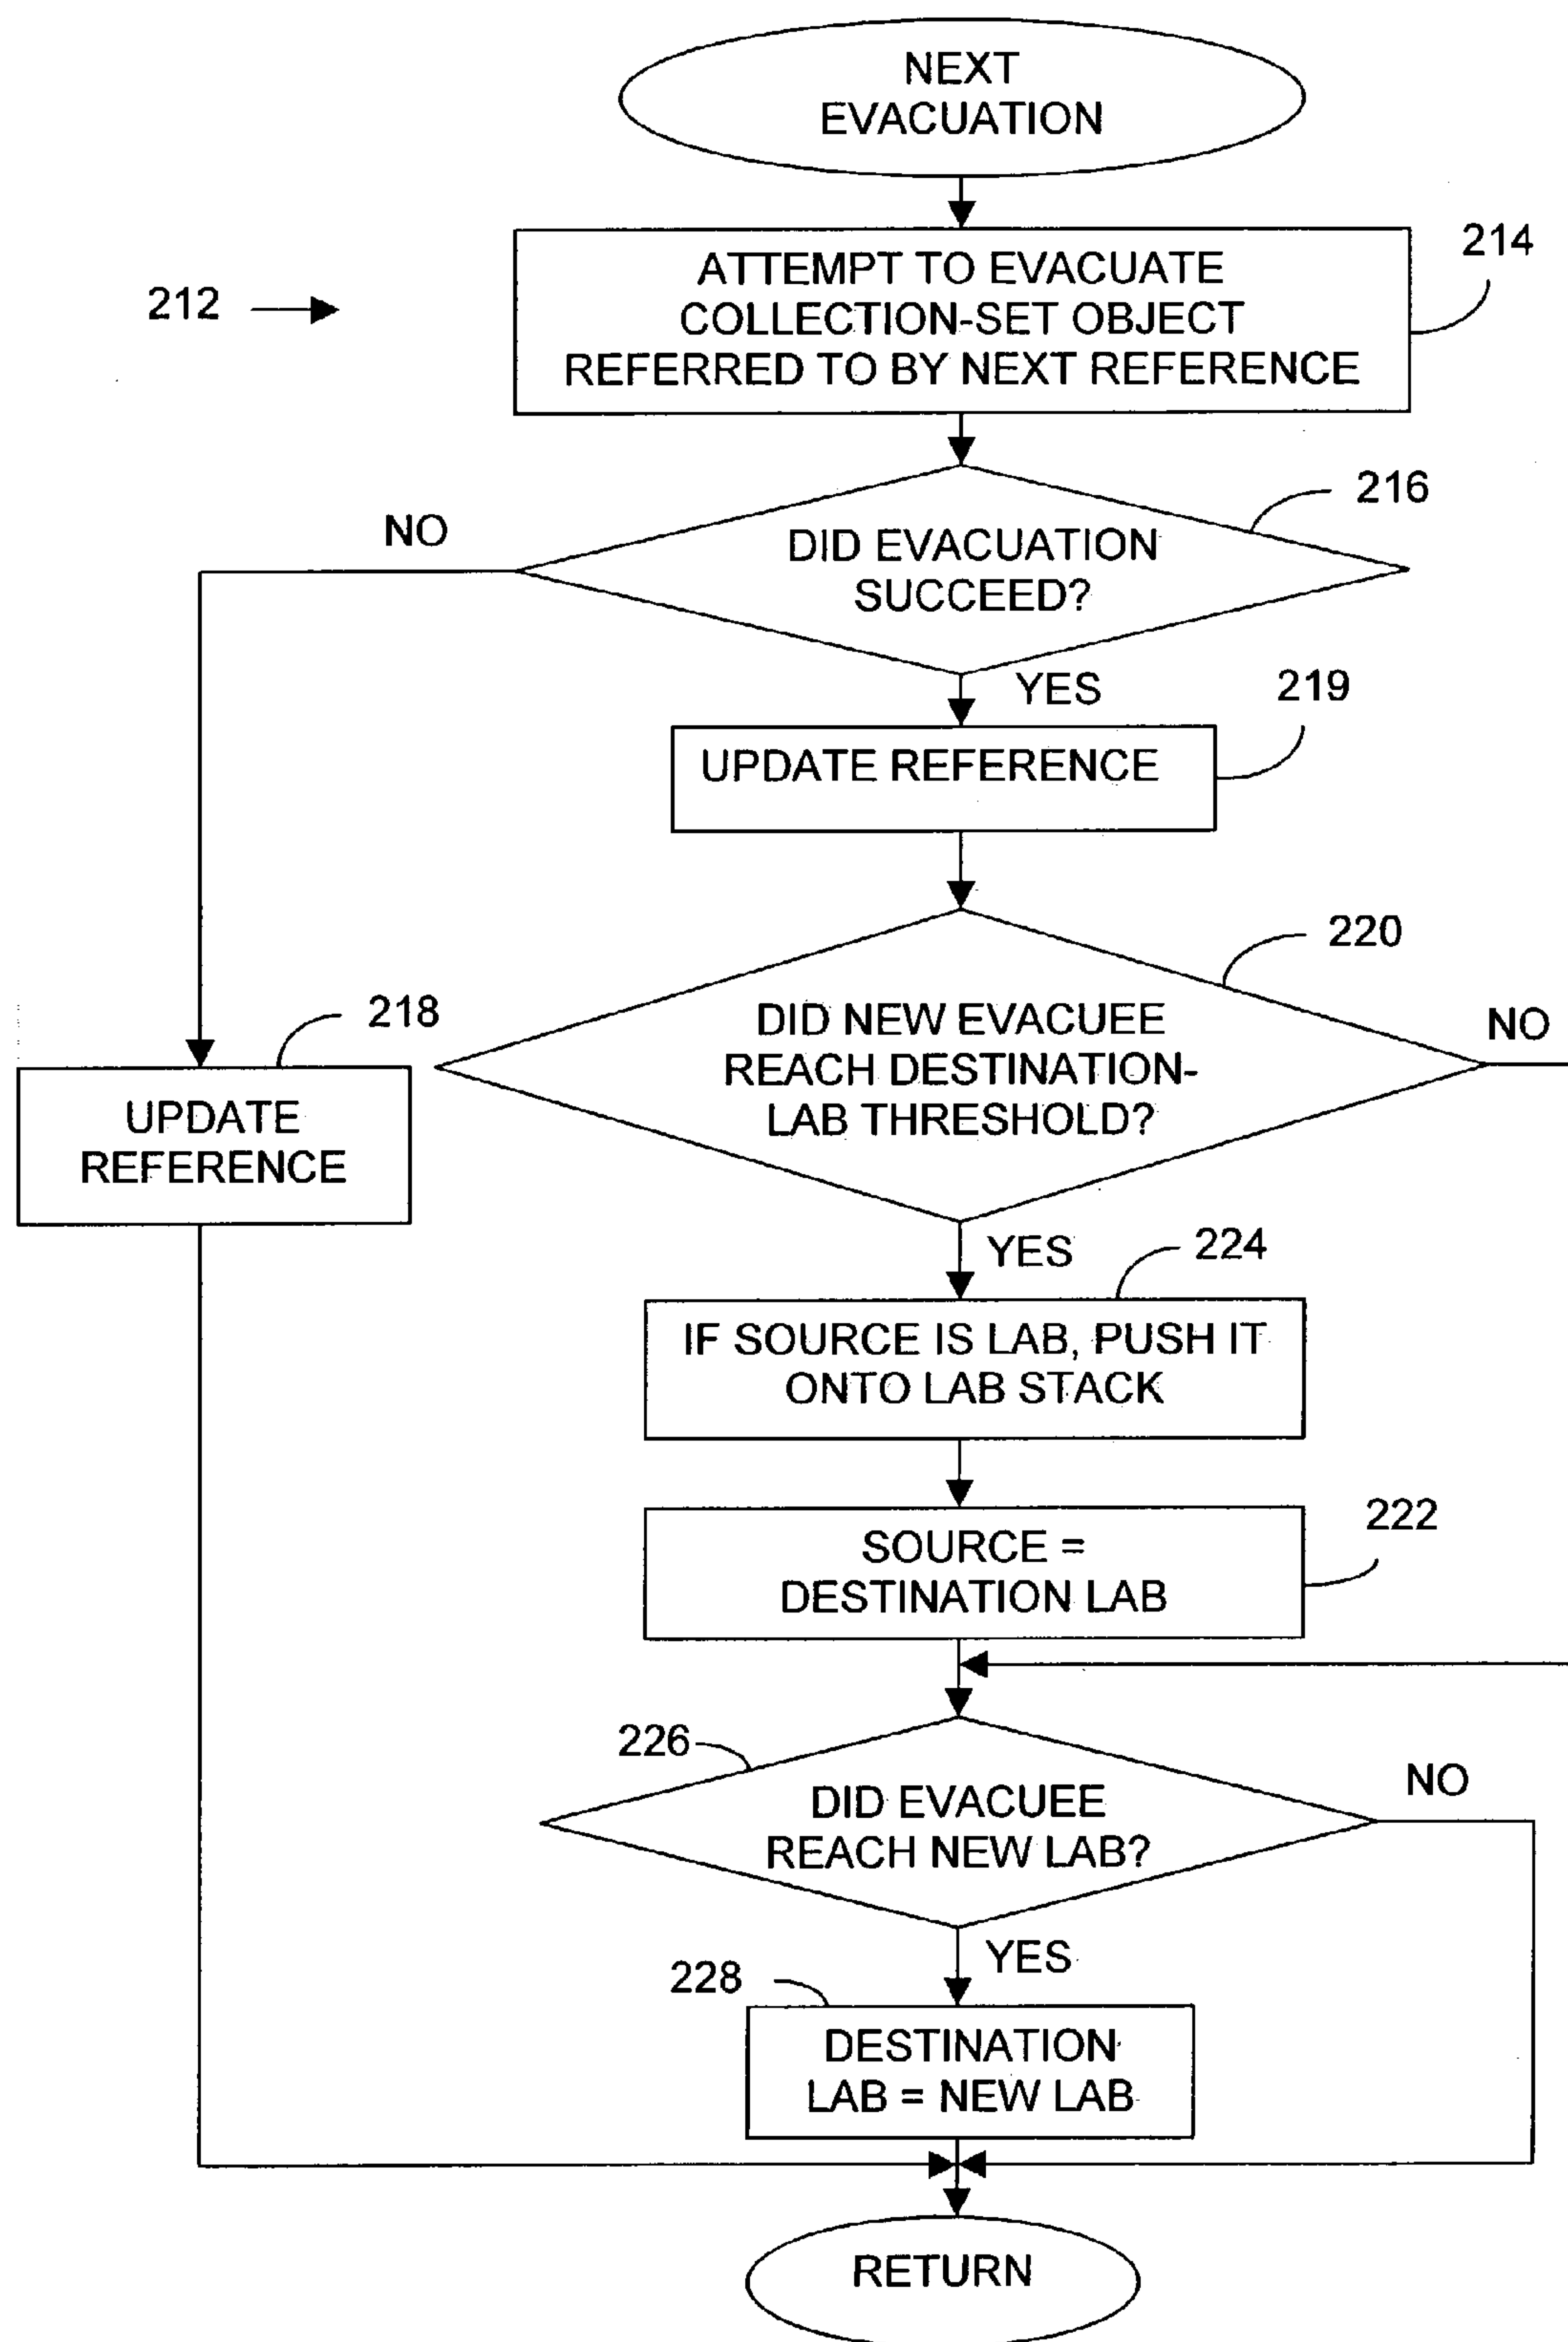 NEXT
EVACUATION
214
212
ATTEMPT TO EVACUATE
COLLECTION-SET OBJECT
REFERRED TO BY NEXT REFERENCE
216
NO
DID EVACUATION
SUCCEED?
YES
219
UPDATE REFERENCE
220
218
NO
DID NEW EVACUEE
REACH DESTINATION-
LAB THRESHOLD?
UPDATE
REFERENCE
YES
224
IF SOURCE IS LAB, PUSH IT
ONTO LAB STACK
222
SOURCE =
DESTINATION LAB
226
NO
DID EVACUEE
REACH NEW LAB?
YES
228
DESTINATION
LAB = NEW LAB
RETURN